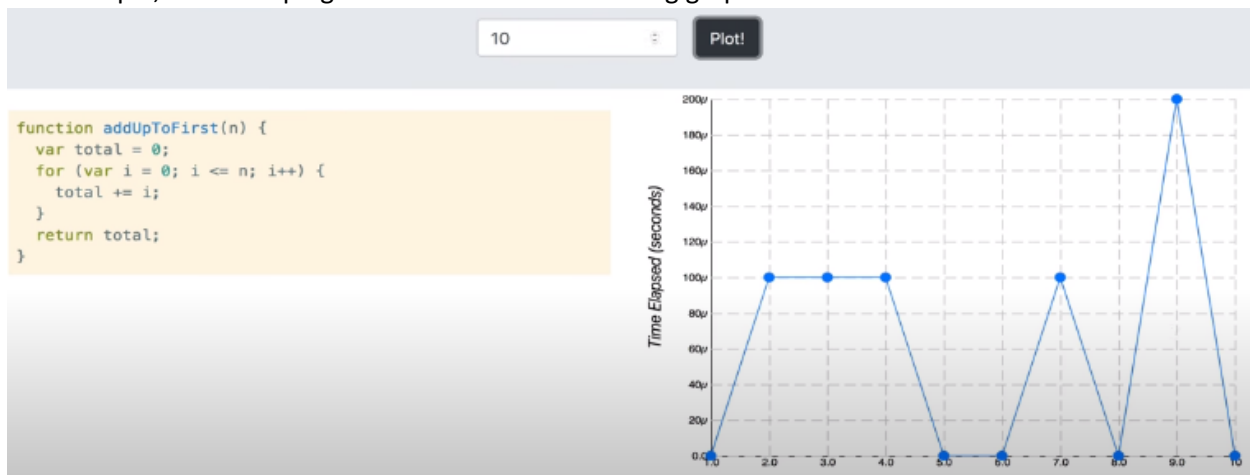 10
Plot!
function addUpToFirst(n) {
var total = 0;
for (var i = 0; i <= n; i++) {
total += i;
}
return total;
}
Time Elapsed (seconds)
200μ
180μ
160μ
140μ
120μ
100μ
80μ
60μ
40μ
20μ
0.0
1.0 2.0 3.0 4.0 5.0 6.0 7.0 8.0 9.0 10